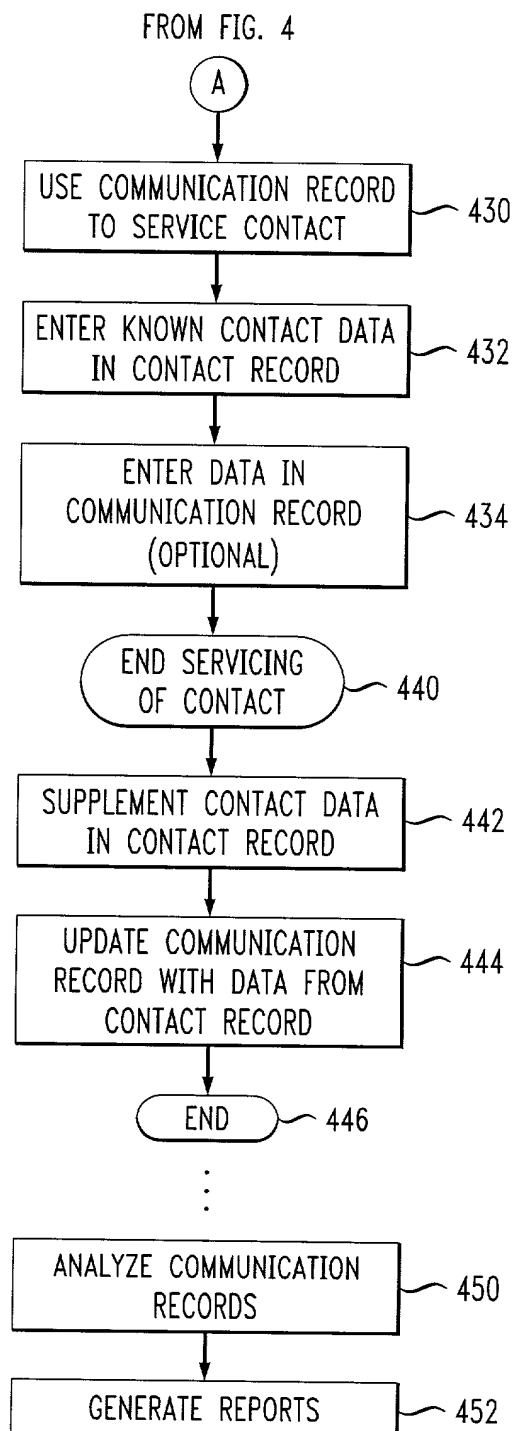 FROM FIG. 4
A
USE COMMUNICATION RECORD
TO SERVICE CONTACT
430
ENTER KNOWN CONTACT DATA
IN CONTACT RECORD
432
ENTER DATA IN
COMMUNICATION RECORD
(OPTIONAL)
434
END SERVICING
OF CONTACT
440
SUPPLEMENT CONTACT DATA
IN CONTACT RECORD
442
UPDATE COMMUNICATION
RECORD WITH DATA FROM
CONTACT RECORD
444
END
446
ANALYZE COMMUNICATION
RECORDS
450
GENERATE REPORTS
452